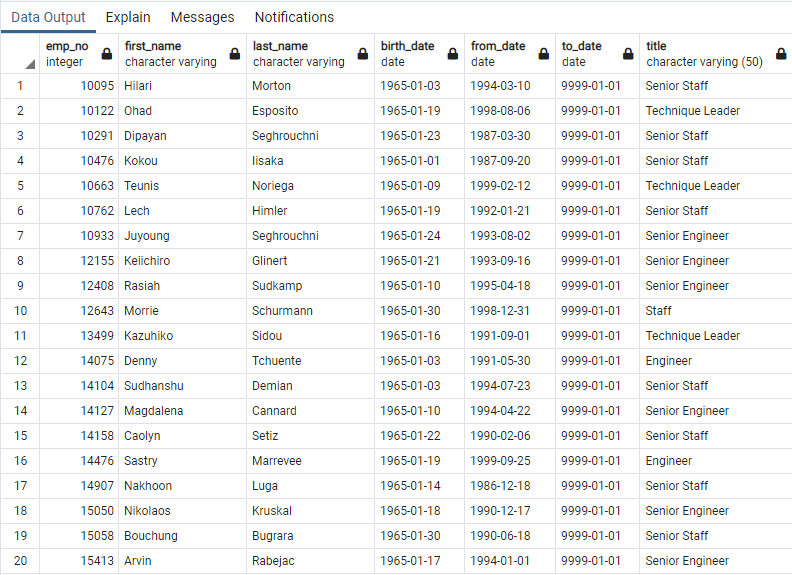 Data Output Explain Messages Notifications
emp_no first_name last_name birth_date from_date to_date title
integer character varying character varying date date date character varying (50)
1 10095 Hilari Morton 1965-01-03 1994-03-10 9999-01-01 Senior Staff
2 10122 Ohad Esposito 1965-01-19 1998-08-06 9999-01-01 Technique Leader
3 10291 Dipayan Seghrouchni 1965-01-23 1987-03-30 9999-01-01 Senior Staff
4 10476 Kokou Iisaka 1965-01-01 1987-09-20 9999-01-01 Senior Staff
5 10663 Teunis Noriega 1965-01-09 1999-02-12 9999-01-01 Technique Leader
6 10762 Lech Himler 1965-01-19 1992-01-21 9999-01-01 Senior Staff
7 10933 Juyoung Seghrouchni 1965-01-24 1993-08-02 9999-01-01 Senior Engineer
8 12155 Keiichiro Glinert 1965-01-21 1993-09-16 9999-01-01 Senior Engineer
9 12408 Rasiah Sudkamp 1965-01-10 1995-04-18 9999-01-01 Senior Engineer
10 12643 Morrie Schurmann 1965-01-30 1998-12-31 9999-01-01 Staff
11 13499 Kazuhiko Sidou 1965-01-16 1991-09-01 9999-01-01 Technique Leader
12 14075 Denny Tchuente 1965-01-03 1991-05-30 9999-01-01 Engineer
13 14104 Sudhanshu Demian 1965-01-03 1994-07-23 9999-01-01 Senior Staff
14 14127 Magdalena Cannard 1965-01-10 1994-04-22 9999-01-01 Senior Engineer
15 14158 Caolyn Setiz 1965-01-22 1990-02-06 9999-01-01 Senior Staff
16 14476 Sastry Marrevee 1965-01-19 1999-09-25 9999-01-01 Engineer
17 14907 Nakhoon Luga 1965-01-14 1986-12-18 9999-01-01 Senior Staff
18 15050 Nikolaos Kruskal 1965-01-18 1990-12-17 9999-01-01 Senior Engineer
19 15058 Bouchung Bugrara 1965-01-30 1990-06-18 9999-01-01 Senior Staff
20 15413 Arvin Rabejac 1965-01-17 1994-01-01 9999-01-01 Senior Engineer